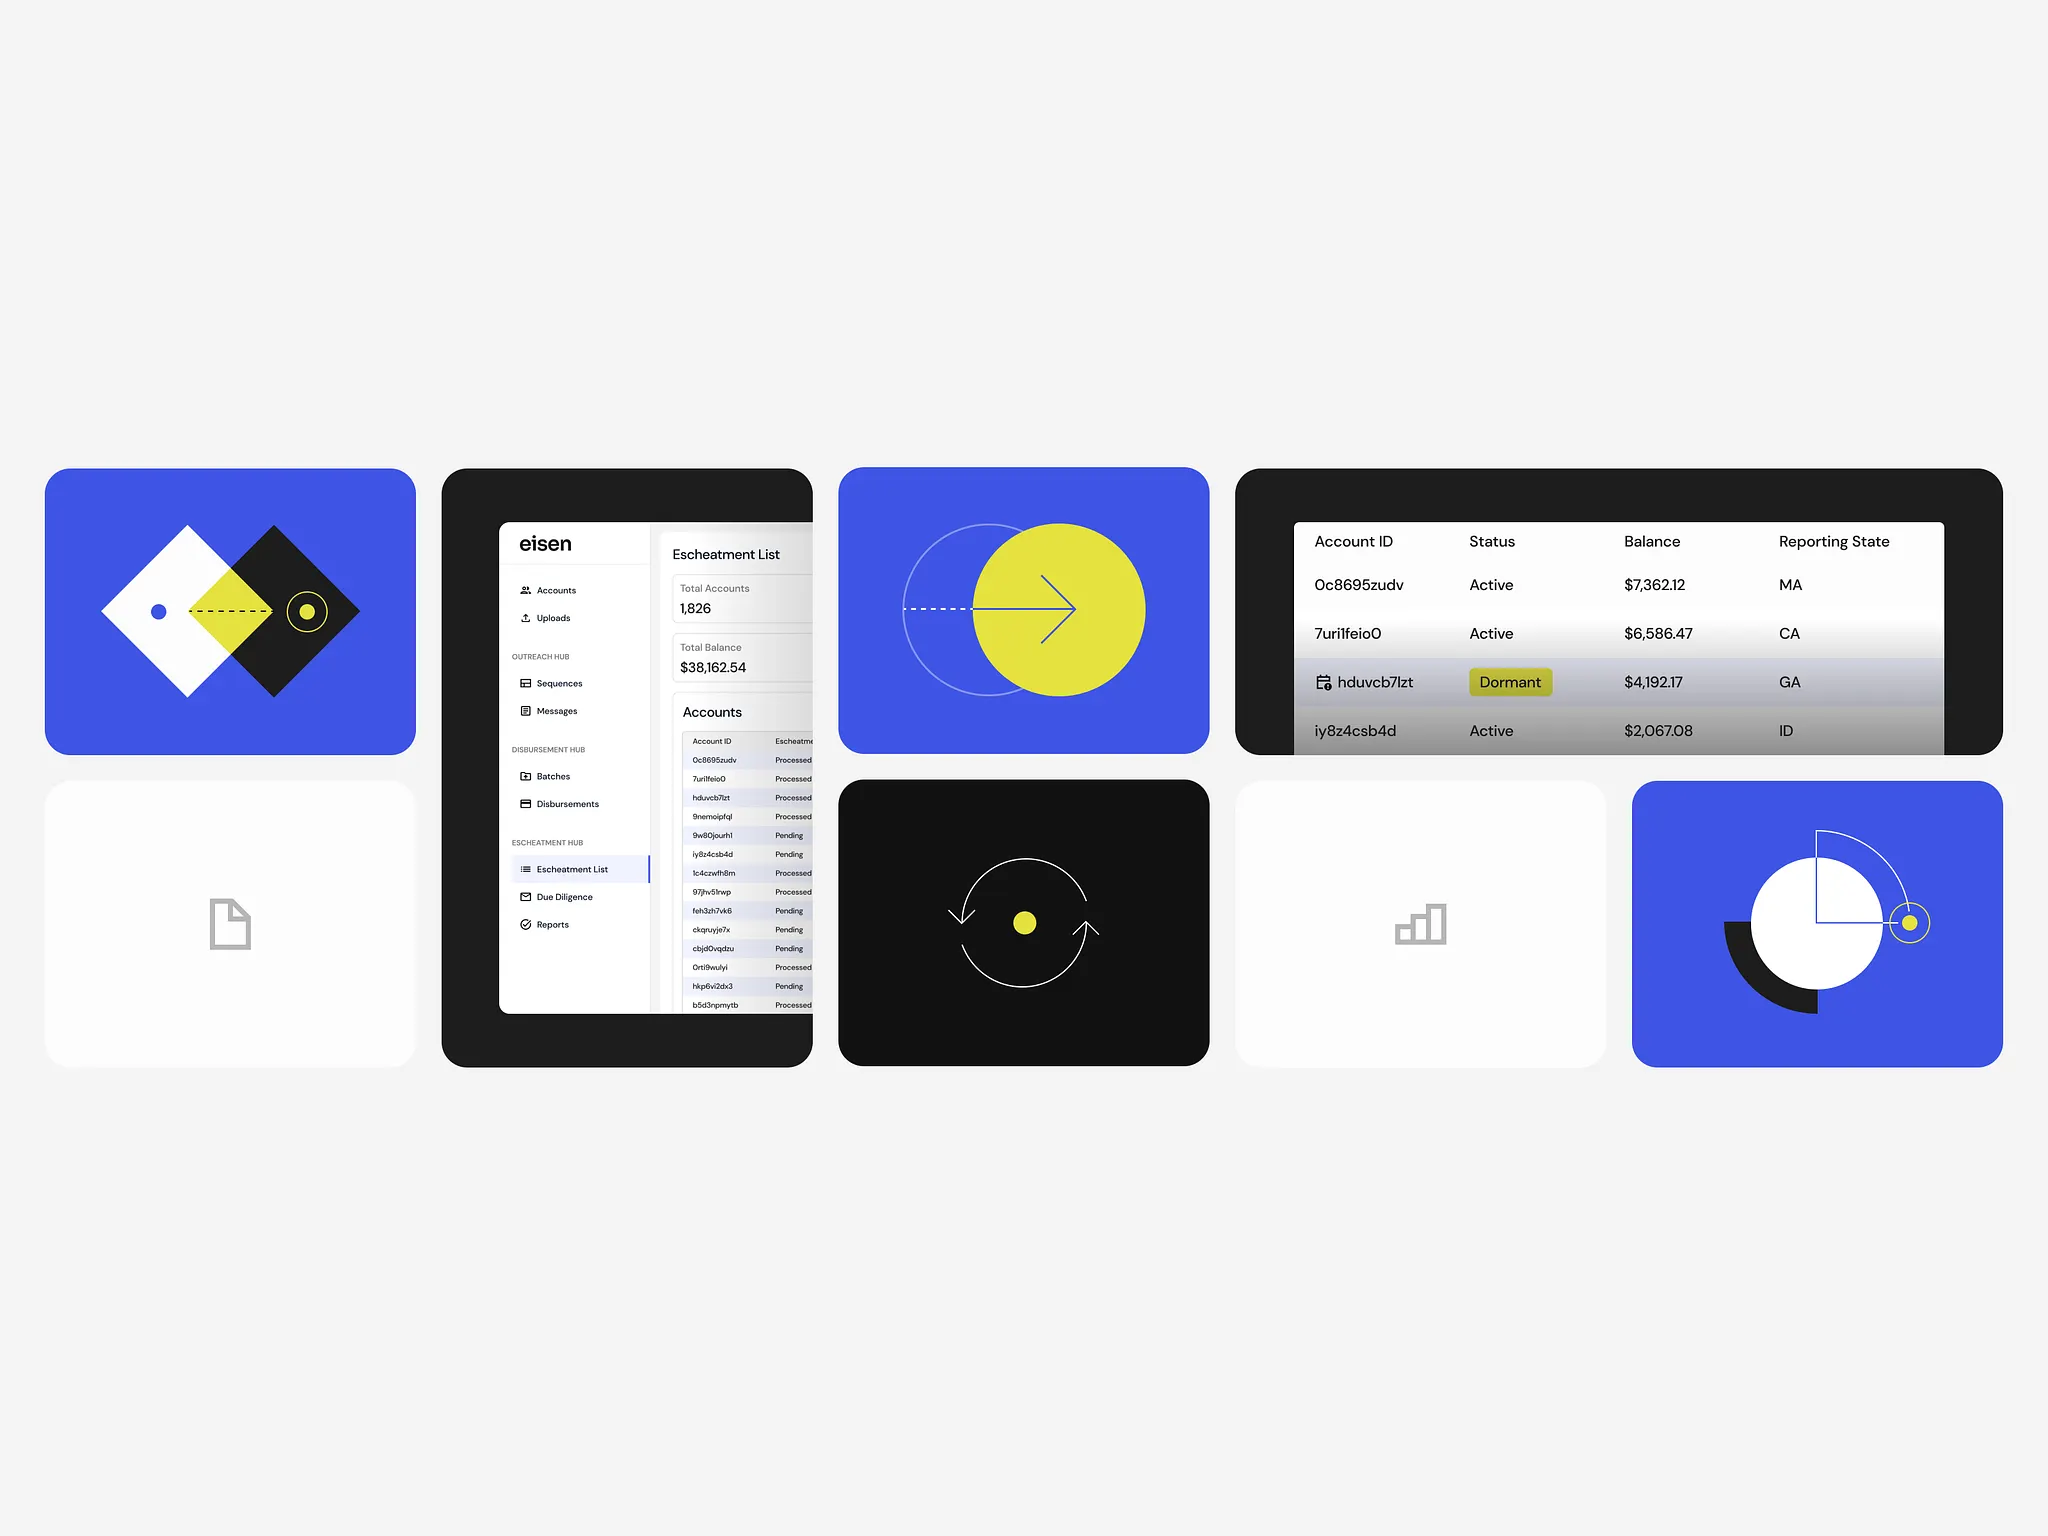 eisen
Accounts
Uploads
OUTREACH HUB
Sequences
Messages
DISBURSEMENT HUB
Batches
Disbursements
ESCHEATMENT HUB
Escheatment List
Due Diligence
Reports
Escheatment List
Total Accounts
1,826
Total Balance
$38,162.54
Accounts
Account ID Escheatme
0c8695zudv Processed
7uri1feio0 Processed
hduvcb7lzt Processed
9nemoipfql Processed
9w80jourh1 Pending
iy8z4csb4d Pending
1c4czwfh8m Processed
97jhv51rwp Processed
feh3zh7vk6 Pending
ckqruyje7x Pending
cbjd0vqdzu Pending
0rti9wulyi Processed
hkp6vi2dx3 Pending
b5d3npmytb Processed
Account ID Status Balance Reporting State
0c8695zudv Active $7,362.12 MA
7uri1feio0 Active $6,586.47 CA
hduvcb7lzt Dormant $4,192.17 GA
iy8z4csb4d Active $2,067.08 ID